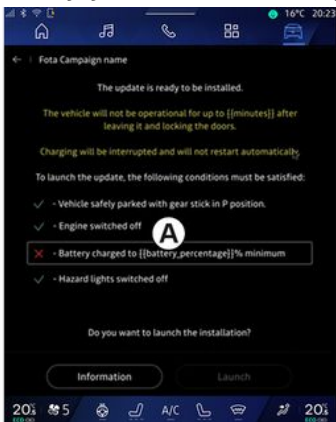 16°C 20:23
← Fota Campaign name
The update is ready to be installed.
The vehicle will not be operational for up to {{minutes}} after
leaving it and locking the doors.
Charging will be interrupted and will not restart automatically.
To launch the update, the following conditions must be satisfied:
- Vehicle safely parked with gear stick in P position.
- Engine switched off
A
- Battery charged to {{battery_percentage}}% minimum
- Hazard lights switched off
Do you want to launch the installation?
Information Launch
20 5 A/C 20